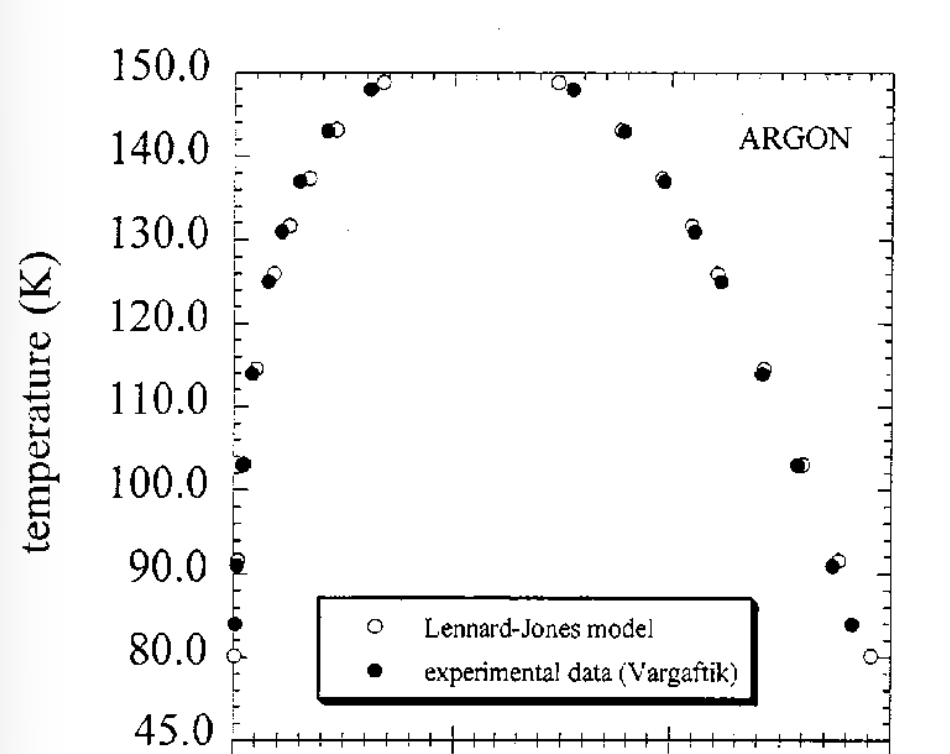 150.0
ARGON
140.0
130.0
temperature (K)
120.0
110.0
100.0
90.0
Lennard-Jones model
80.0
experimental data (Vargaftik)
45.0